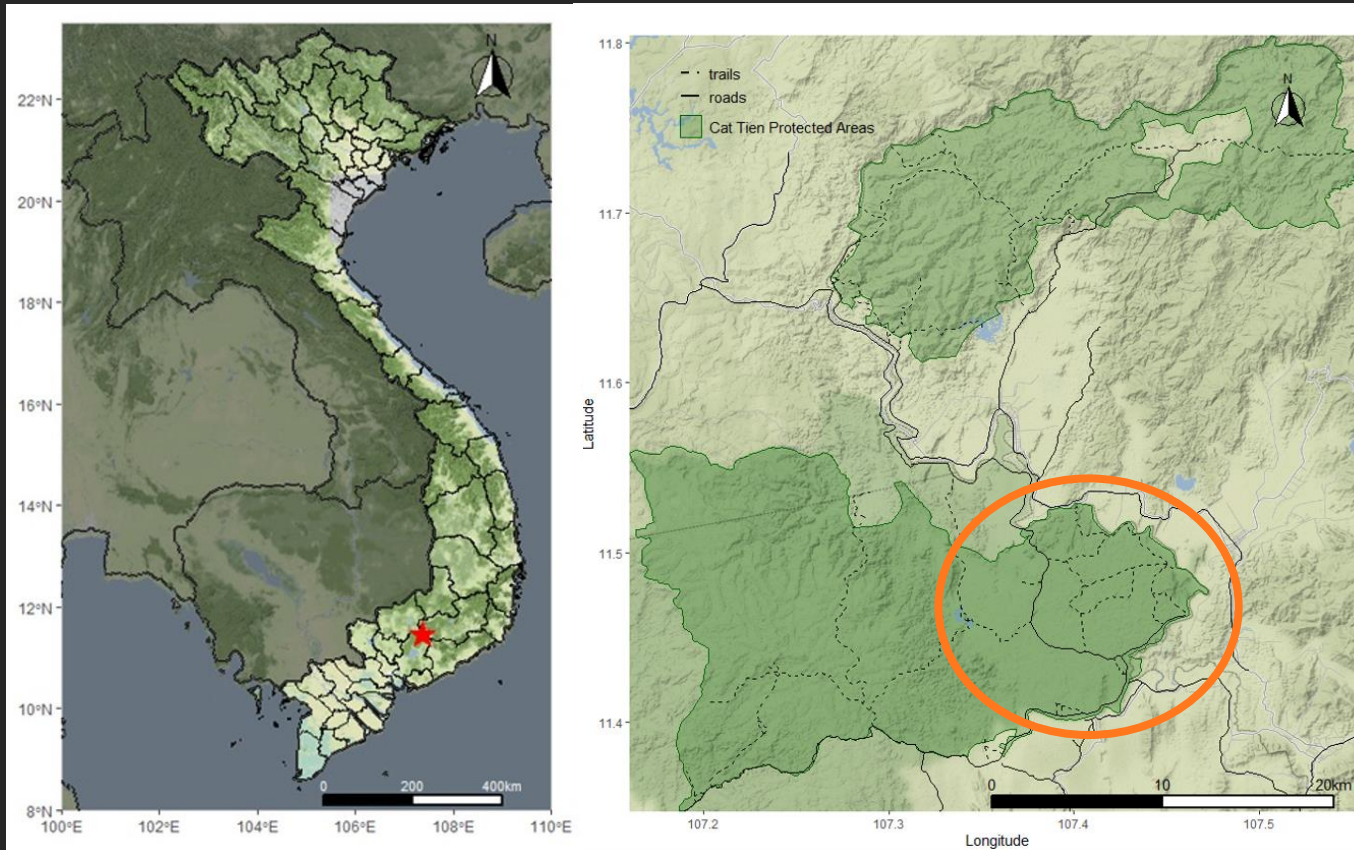 N
22°N
20°N
18°N
16°N
14°N
12°N
10°N
8°N
100°E
102°E
104°E
106°E
108°E
110°E
0
200
400km
trails
roads
Cat Tien Protected Areas
N
11.8
11.7
11.6
11.5
11.4
Latitude
0
10
20km
107.2
107.3
107.4
107.5
Longitude